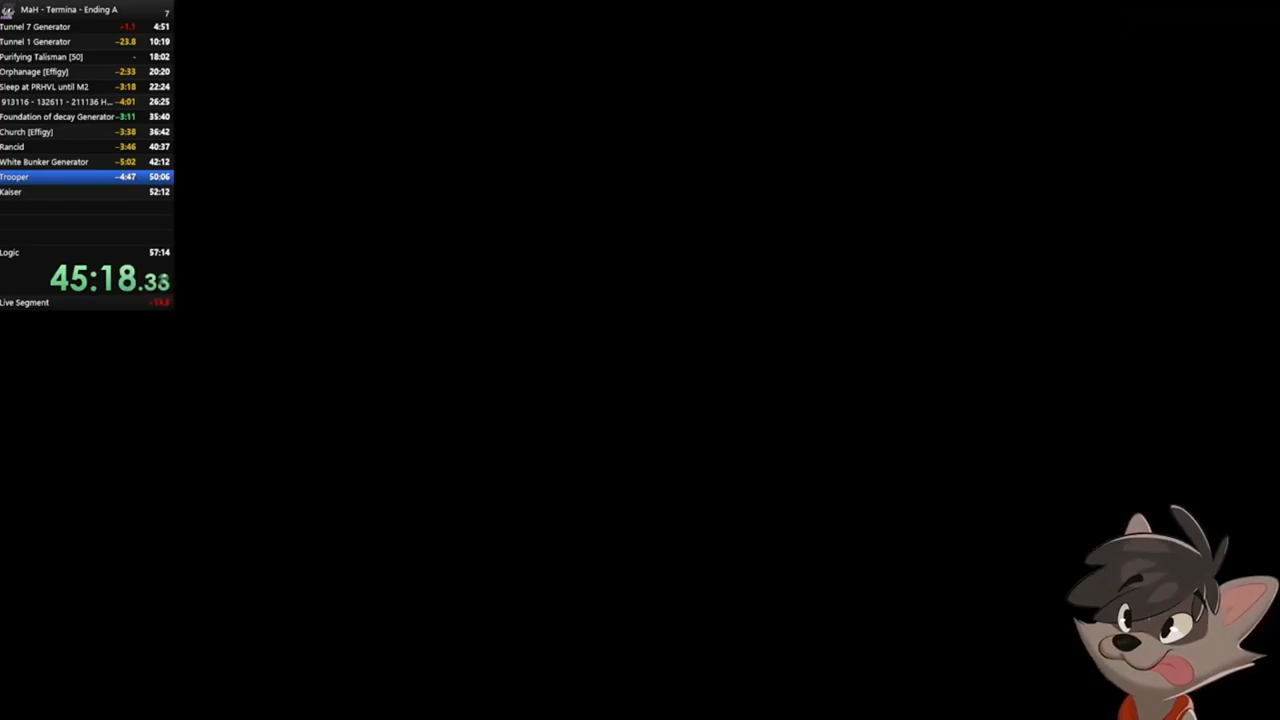 MaH - Termina - Ending A
7
Tunnel 7 Generator -1.1 4:51
Tunnel 1 Generator -23.8 10:19
Purifying Talisman [50] - 18:02
Orphanage [Effigy] -2:33 20:20
Sleep at PRHVL until M2 -3:18 22:24
913116 - 132611 - 211136 H... -4:01 26:25
Foundation of decay Generator -3:11 35:40
Church [Effigy] -3:38 36:42
Rancid -3:46 40:37
White Bunker Generator -5:02 42:12
Trooper -4:47 50:06
Kaiser 52:12
Logic 57:14
45:18.38
Live Segment